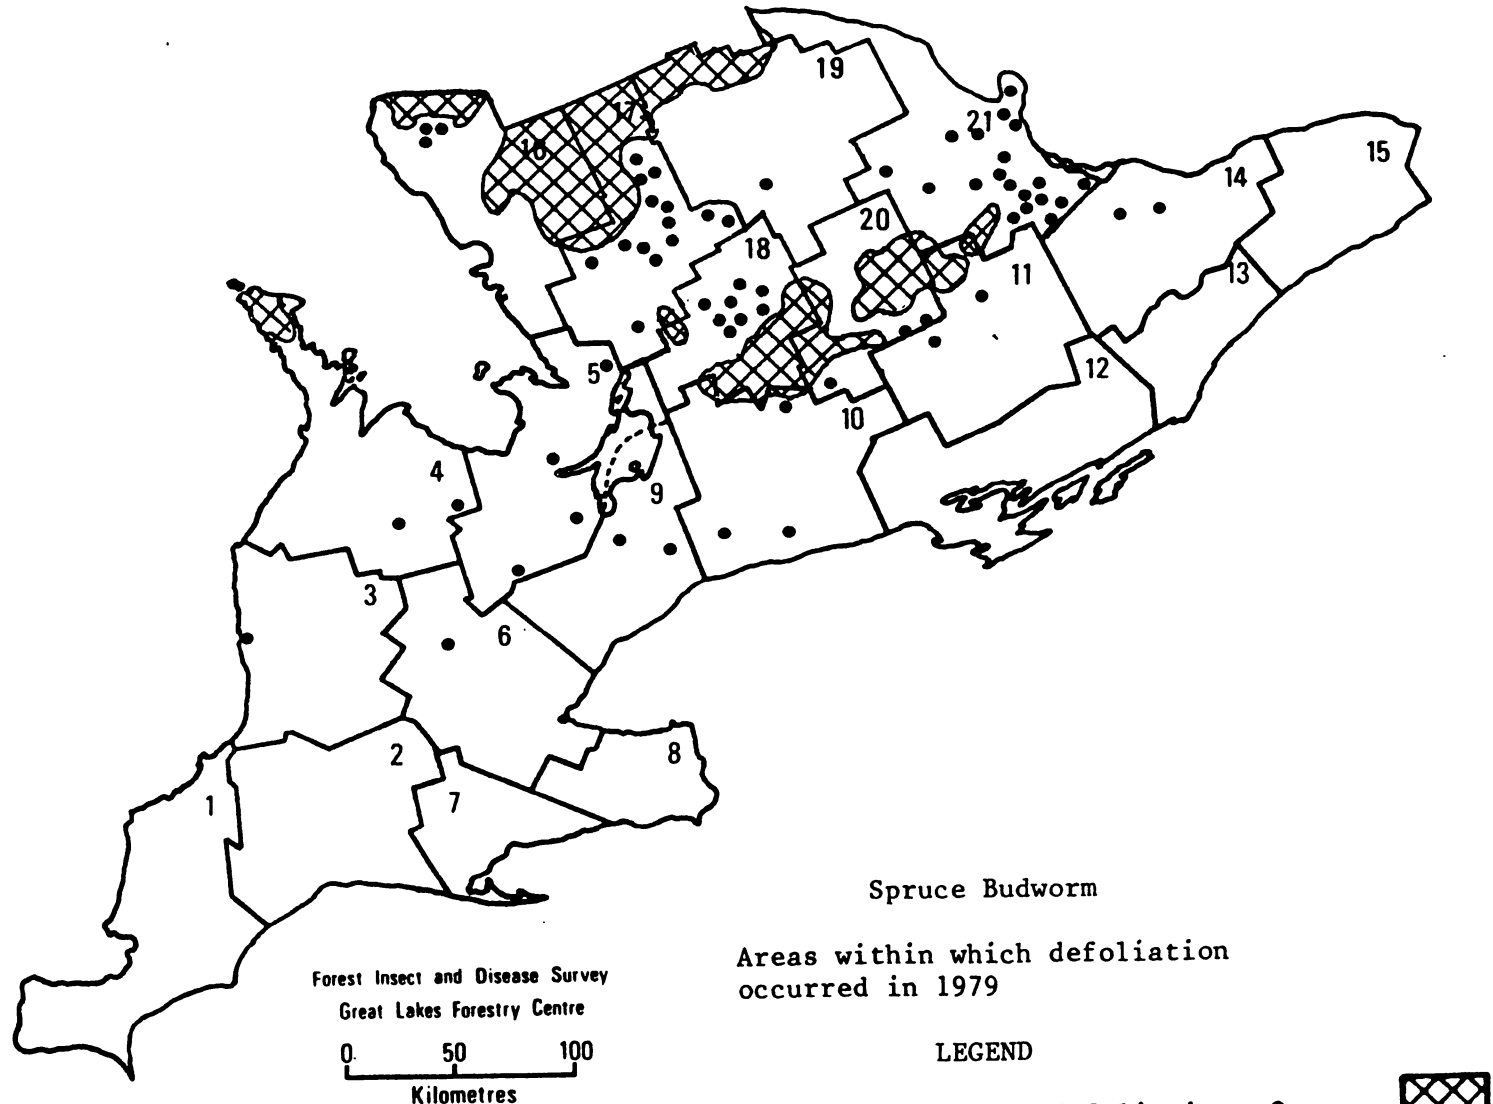 19
17
21
16
15
14
20
18
11
13
5
12
10
4
9
3
6
2
8
1
7
Spruce Budworm
Areas within which defoliation
occurred in 1979
Forest Insect and Disease Survey
Great Lakes Forestry Centre
0 50 100
Kilometres
LEGEND